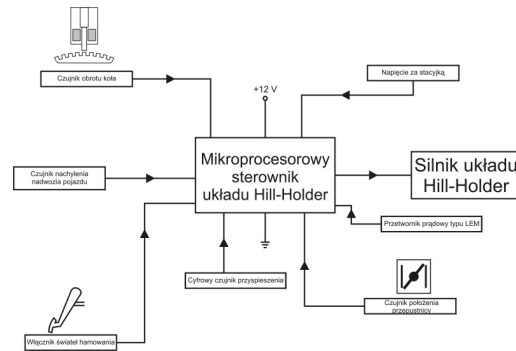 Czujnik obrotu koła
Napięcie za stacyjką
+12 V
Mikroprocesorowy
sterownik
układu Hill-Holder
Silnik układu
Hill-Holder
Czujnik nachylenia
nadwozia pojazdu
Przetwornik prądowy typu LEM
Cyfrowy czujnik przyspieszenia
Czujnik położenia
przepustnicy
Włącznik świateł hamowania